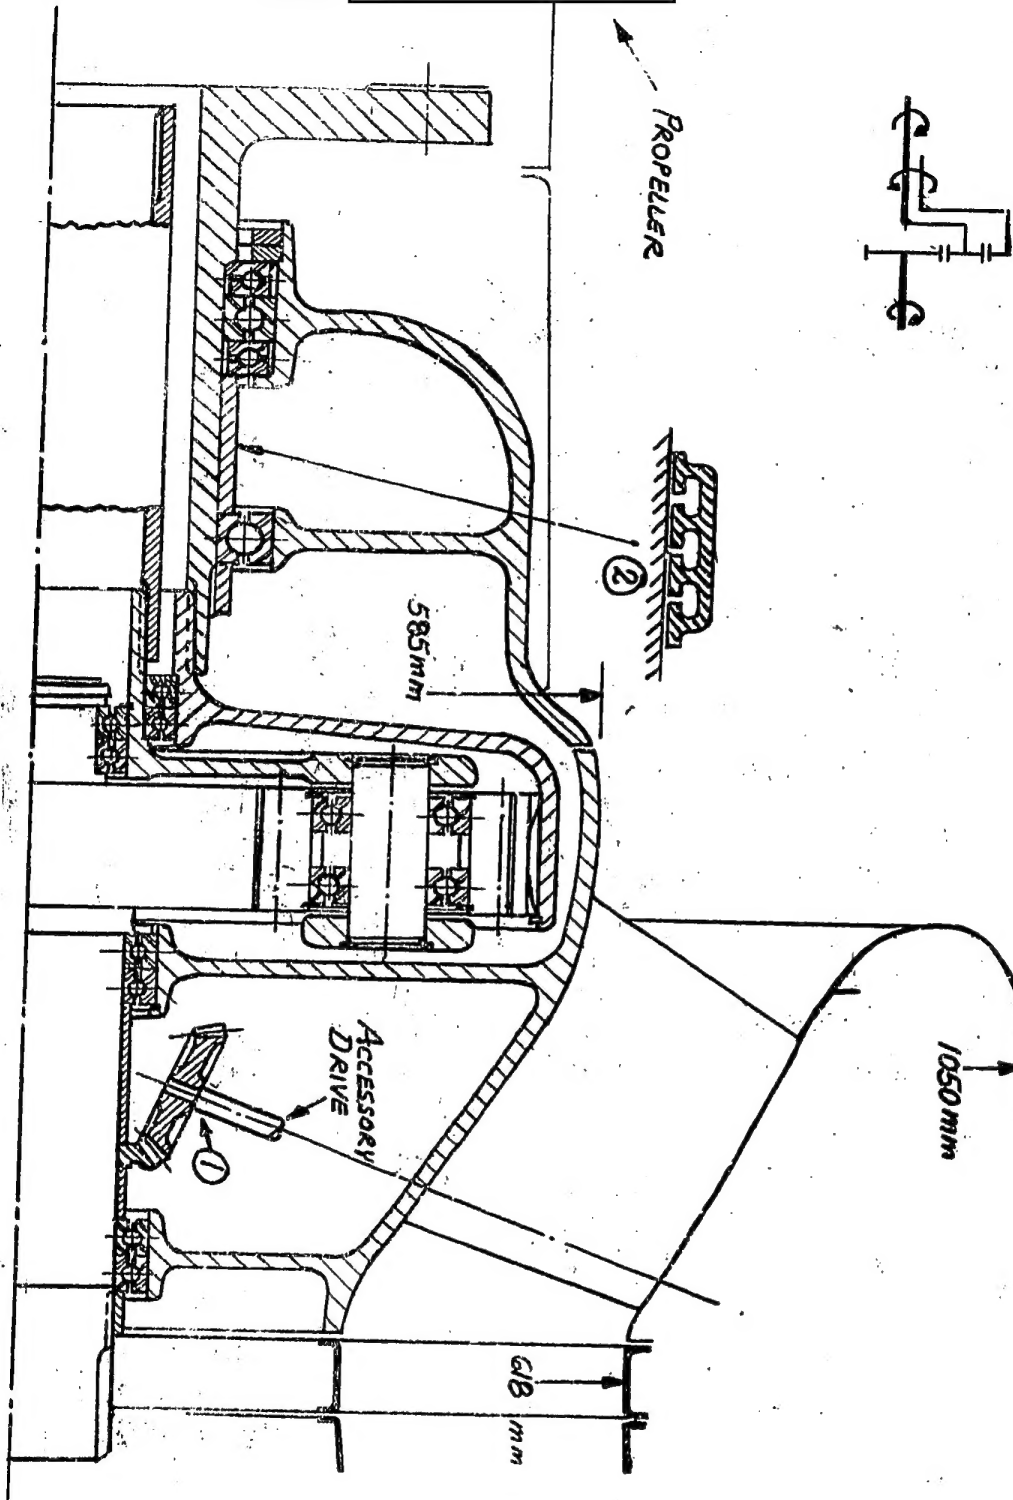 PROPELLER
②
585mm
1050mm
ACCESSORY
DRIVE
①
618 mm